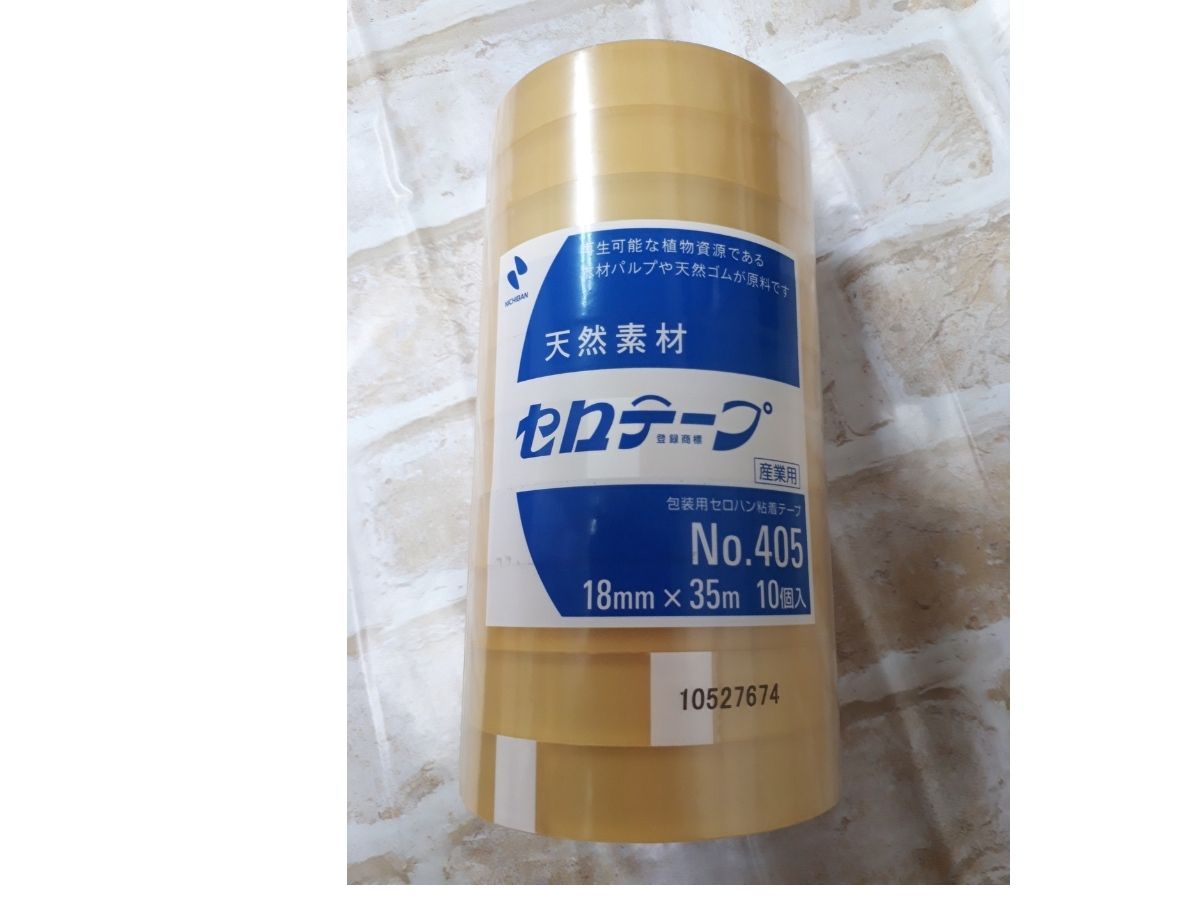 再生可能な植物資源である
木材パルプや天然ゴムが原料です
NICHIBAN
天然素材
セロテープ
登録商標
産業用
包装用セロハン粘着テープ
No.405
18mm × 35m 10個入
10527674